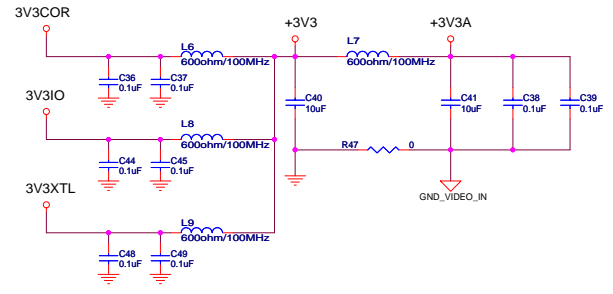 3V3COR
+3V3
+3V3A
L6
600ohm/100MHz
L7
600ohm/100MHz
C36
0.1uF
C37
0.1uF
C40
10uF
C41
10uF
C38
0.1uF
C39
0.1uF
3V3IO
L8
600ohm/100MHz
R47
0
C44
0.1uF
C45
0.1uF
GND_VIDEO_IN
3V3XTL
L9
600ohm/100MHz
C48
0.1uF
C49
0.1uF